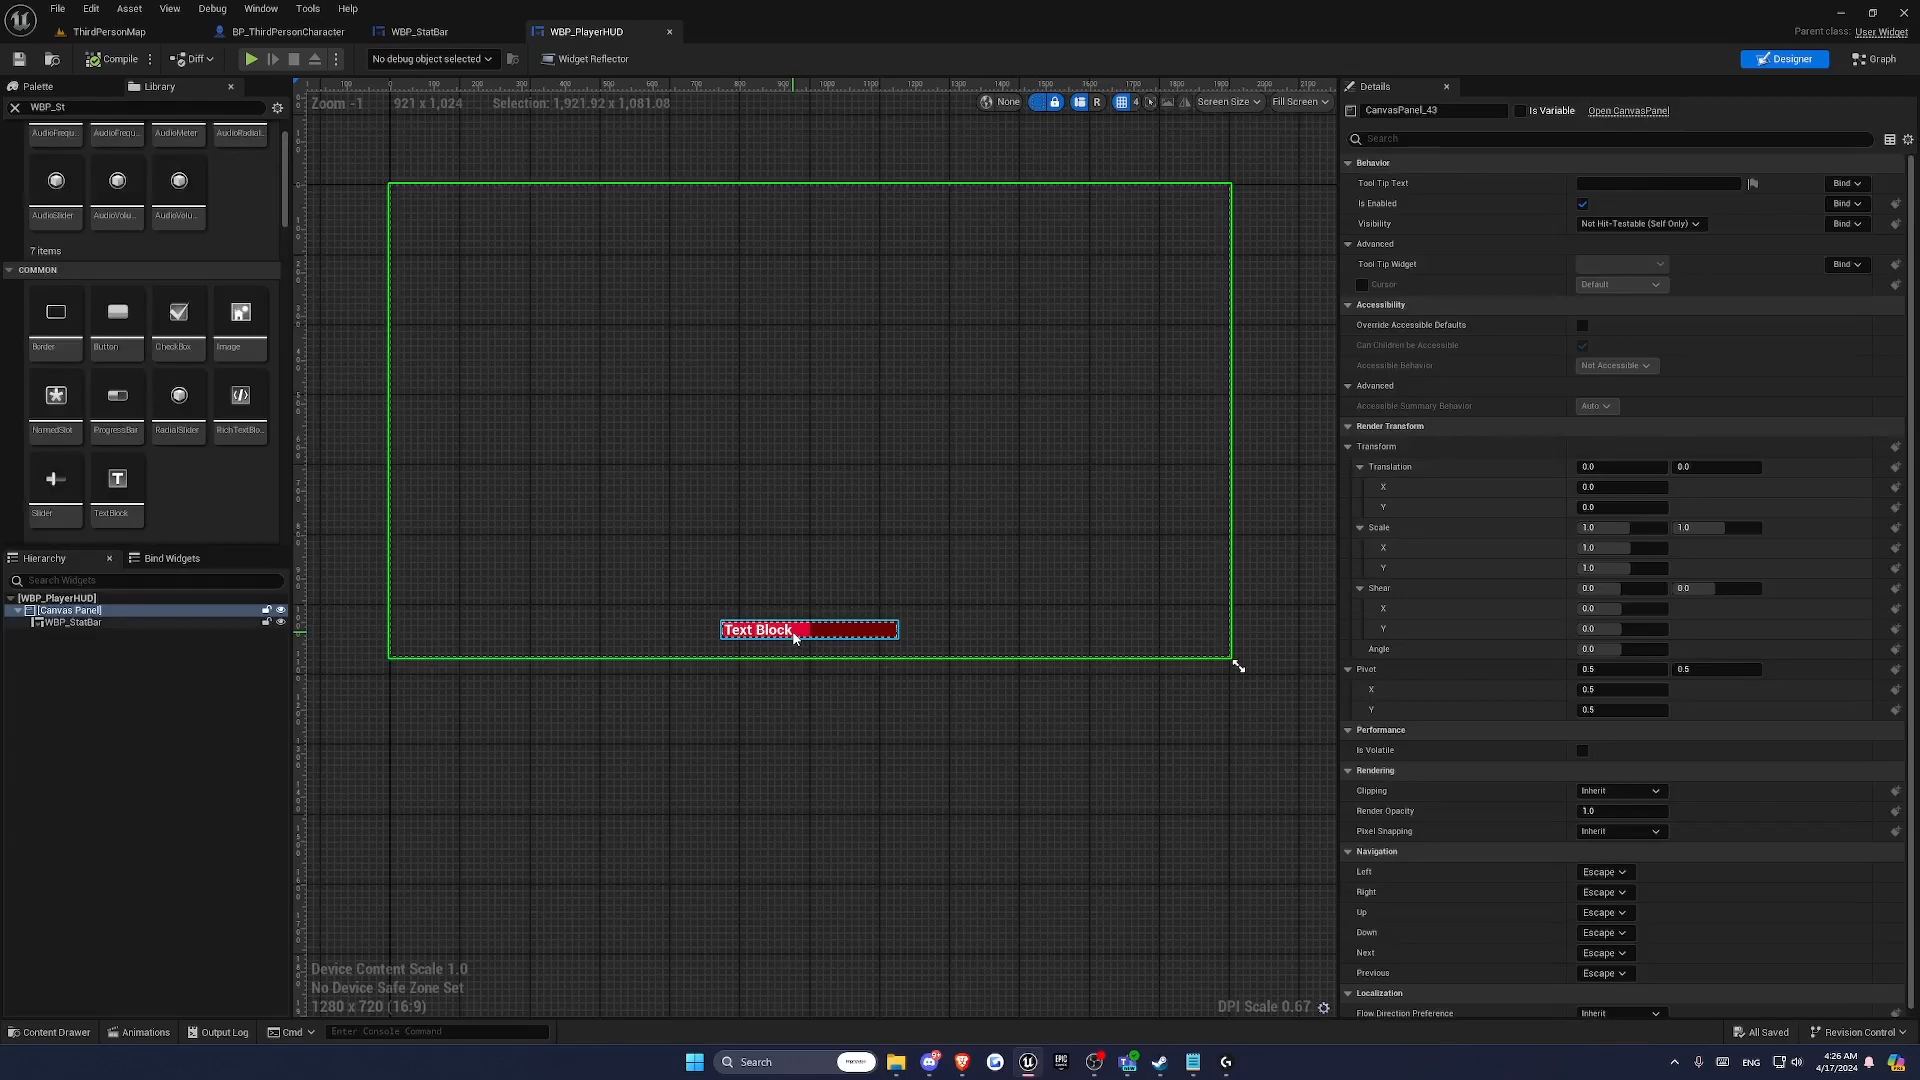 File Edit Asset View Debug Window Tools Help
ThirdPersonMap BP_ThirdPersonCharacter WBP_StatBar WBP_PlayerHUD
Parent class: User Widget
Compile Diff No debug object selected Widget Reflector Designer Graph
Palette Library
WBP_St
AudioFrequ... AudioFrequ... AudioMeter AudioRadial...
AudioSlider AudioVolu... AudioVolu...
7 items
COMMON
Border Button CheckBox Image
NamedSlot ProgressBar RadialSlider RichTextBlo...
Slider TextBlock
Hierarchy Bind Widgets
Search Widgets
[WBP_PlayerHUD]
[Canvas Panel]
WBP_StatBar
Zoom -1 921 x 1,024 Selection: 1,921.92 x 1,081.08
None R 4 Screen Size Fill Screen
Text Block
Device Content Scale 1.0
No Device Safe Zone Set
1280 x 720 (16:9)
DPI Scale 0.67
Details
CanvasPanel_43 Is Variable Open CanvasPanel
Search
Behavior
Tool Tip Text Bind
Is Enabled Bind
Visibility Not Hit-Testable (Self Only) Bind
Advanced
Tool Tip Widget Bind
Cursor Default
Accessibility
Override Accessible Defaults
Can Children be Accessible
Accessible Behavior Not Accessible
Advanced
Accessible Summary Behavior Auto
Render Transform
Transform
Translation 0.0 0.0
X 0.0
Y 0.0
Scale 1.0 1.0
X 1.0
Y 1.0
Shear 0.0 0.0
X 0.0
Y 0.0
Angle 0.0
Pivot 0.5 0.5
X 0.5
Y 0.5
Performance
Is Volatile
Rendering
Clipping Inherit
Render Opacity 1.0
Pixel Snapping Inherit
Navigation
Left Escape
Right Escape
Up Escape
Down Escape
Next Escape
Previous Escape
Localization
Flow Direction Preference Inherit
Content Drawer Animations Output Log Cmd Enter Console Command
All Saved Revision Control
Search
ENG
4:26 AM
4/17/2024